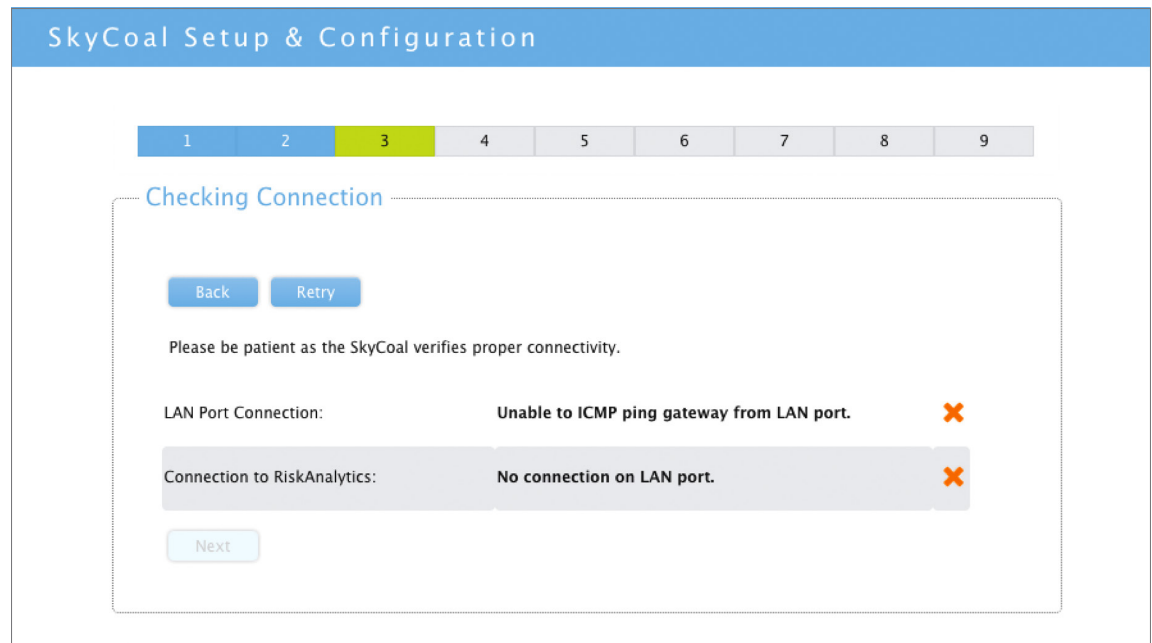 SkyCoal Setup & Configuration
1 2 3 4 5 6 7 8 9
Checking Connection
Back Retry
Please be patient as the SkyCoal verifies proper connectivity.
LAN Port Connection: Unable to ICMP ping gateway from LAN port.
Connection to RiskAnalytics: No connection on LAN port.
Next